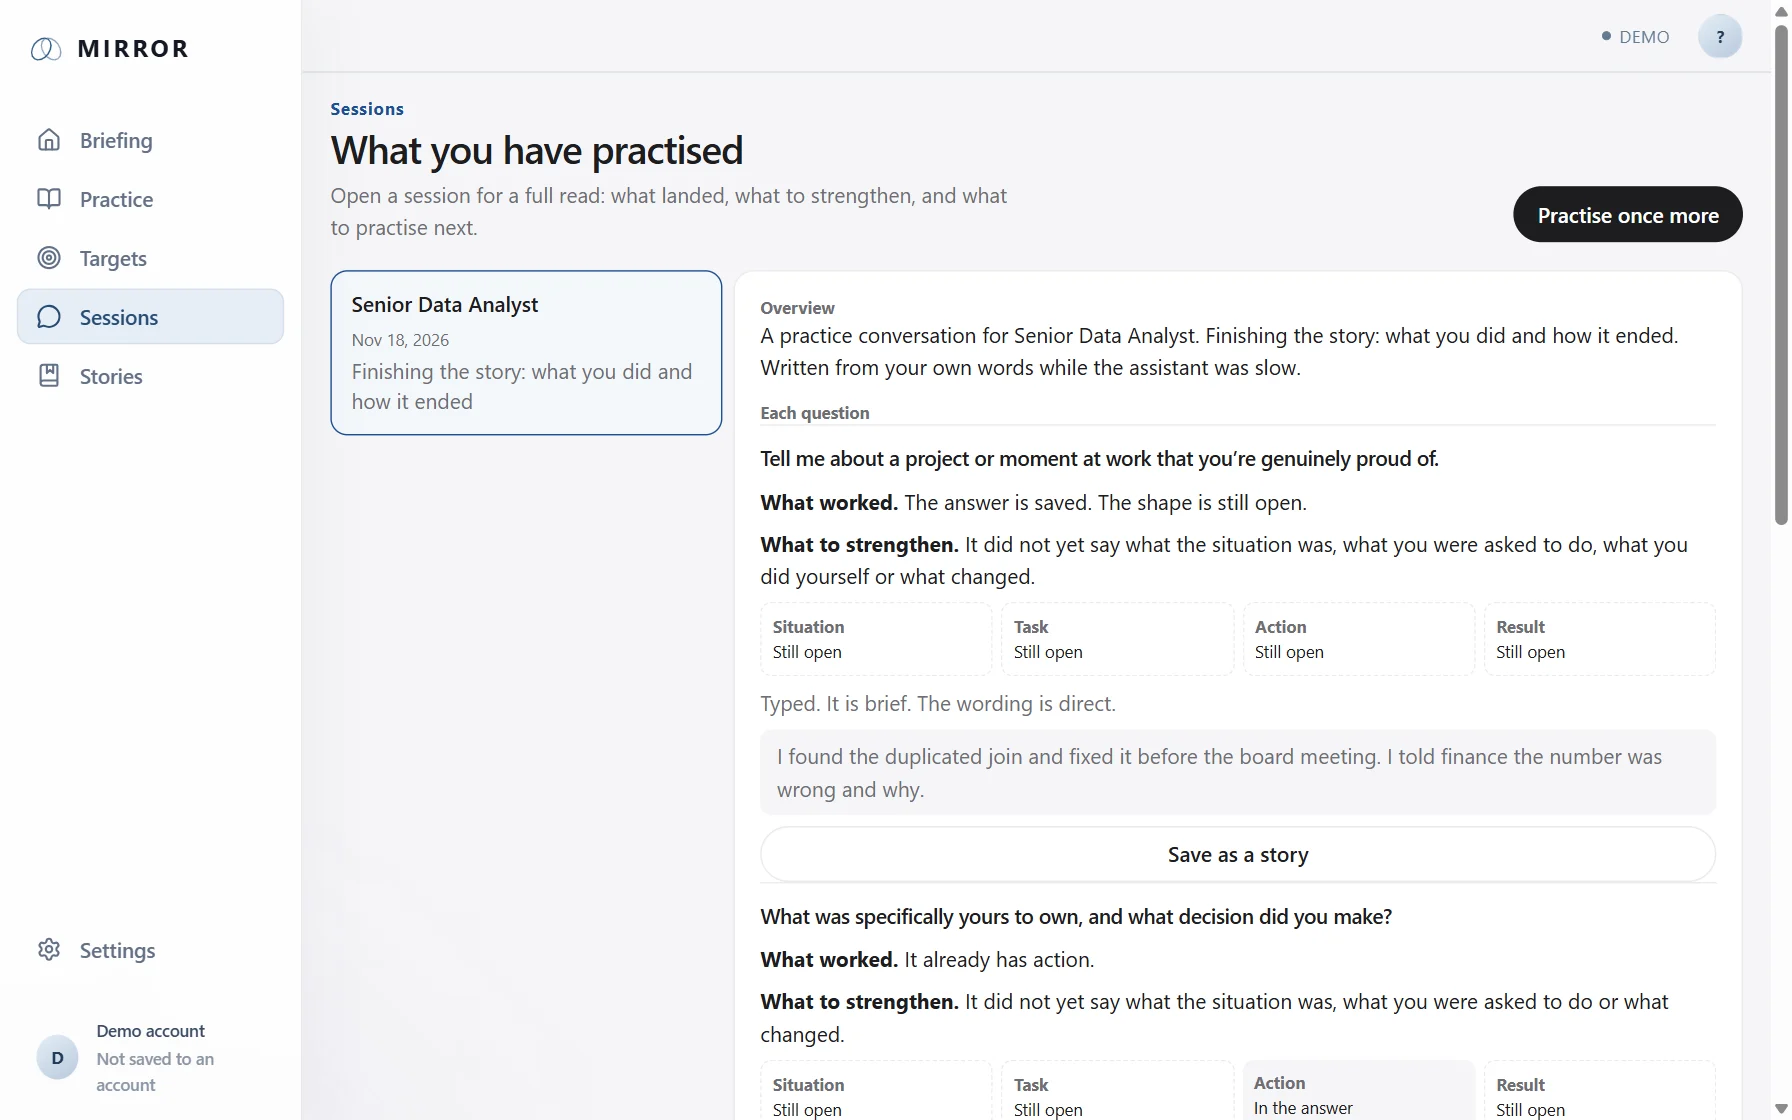 MIRROR
Briefing
Practice
Targets
Sessions
Stories
Settings
D
Demo account
Not saved to an
account
DEMO
?
Sessions
What you have practised
Open a session for a full read: what landed, what to strengthen, and what
to practise next.
Practise once more
Senior Data Analyst
Nov 18, 2026
Finishing the story: what you did and
how it ended
Overview
A practice conversation for Senior Data Analyst. Finishing the story: what you did and how it ended.
Written from your own words while the assistant was slow.
Each question
Tell me about a project or moment at work that you’re genuinely proud of.
What worked. The answer is saved. The shape is still open.
What to strengthen. It did not yet say what the situation was, what you were asked to do, what you
did yourself or what changed.
Situation
Still open
Task
Still open
Action
Still open
Result
Still open
Typed. It is brief. The wording is direct.
I found the duplicated join and fixed it before the board meeting. I told finance the number was
wrong and why.
Save as a story
What was specifically yours to own, and what decision did you make?
What worked. It already has action.
What to strengthen. It did not yet say what the situation was, what you were asked to do or what
changed.
Situation
Still open
Task
Still open
Action
In the answer
Result
Still open